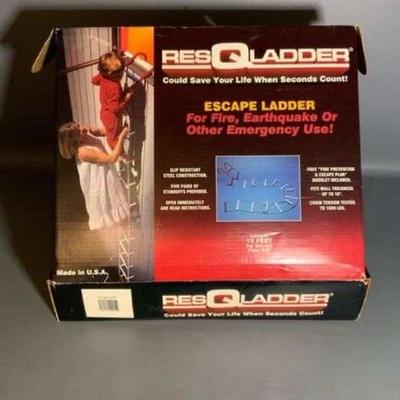 RESQLADDER®
Could Save Your Life When Seconds Count!
ESCAPE LADDER
For Fire, Earthquake Or
Other Emergency Use!
SLIP RESISTANT
STEEL CONSTRUCTION.
FIVE PAIRS OF
STANDOFFS PROVIDED.
OPEN IMMEDIATELY
AND READ INSTRUCTIONS.
FREE "FIRE PREVENTION
& ESCAPE PLAN"
BOOKLET INCLUDED.
FITS WALL THICKNESS
UP TO 10".
CHAIN TENSION TESTED
TO 1000 LBS.
Length:
15 FEET
Made in U.S.A.
RESQLADDER®
Could Save Your Life When Seconds Count!